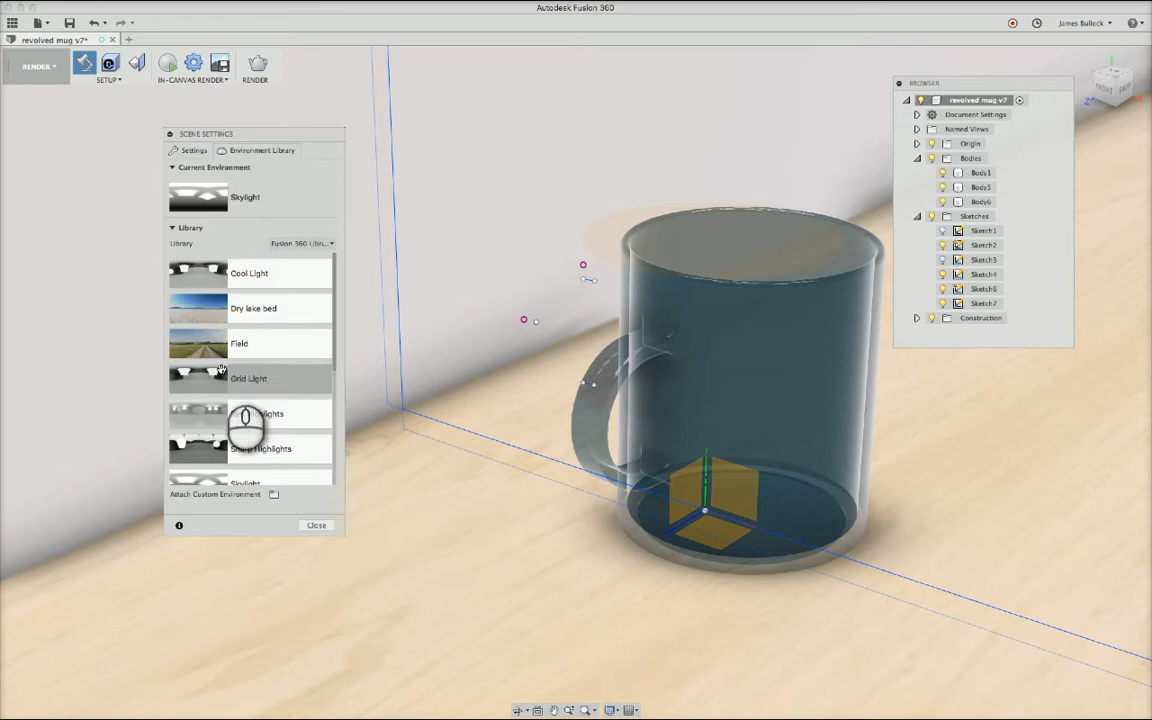 Autodesk Fusion 360
James Bullock
revolved mug v7*
RENDER
SETUP
IN-CANVAS RENDER
RENDER
BROWSER
revolved mug v7
Document Settings
Named Views
Origin
Bodies
Body1
Body5
Body6
Sketches
Sketch1
Sketch2
Sketch3
Sketch4
Sketch6
Sketch7
Construction
FRONT
Z
SCENE SETTINGS
Settings
Environment Library
Current Environment
Skylight
Library
Library
Fusion 360 Libr...
Cool Light
Dry lake bed
Field
Grid Light
Highlights
Sharp Highlights
Skylight
Attach Custom Environment
Close